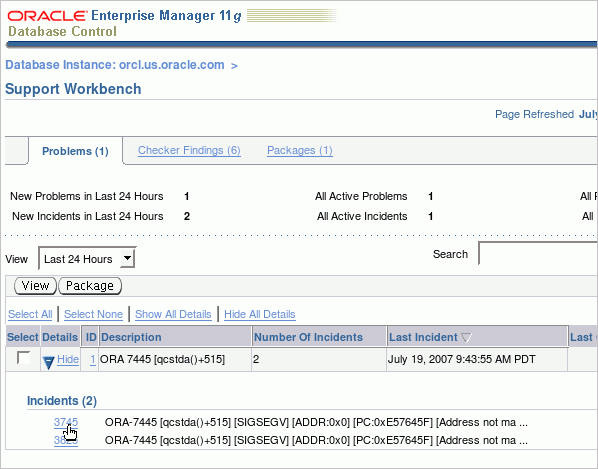 ORACLE Enterprise Manager 11g
Database Control
Database Instance: orcl.us.oracle.com >
Support Workbench
Page Refreshed July
Problems (1) Checker Findings (6) Packages (1)
New Problems in Last 24 Hours 1 All Active Problems 1 All
New Incidents in Last 24 Hours 2 All Active Incidents 1 All
View Last 24 Hours Search
View Package
Select All | Select None | Show All Details | Hide All Details
Select Details ID Description Number Of Incidents Last Incident Last
Hide 1 ORA 7445 [qcstda()+515] 2 July 19, 2007 9:43:55 AM PDT
Incidents (2)
3745 ORA-7445 [qcstda()+515] [SIGSEGV] [ADDR:0x0] [PC:0xE57645F] [Address not ma ...
ORA-7445 [qcstda()+515] [SIGSEGV] [ADDR:0x0] [PC:0xE57645F] [Address not ma ...